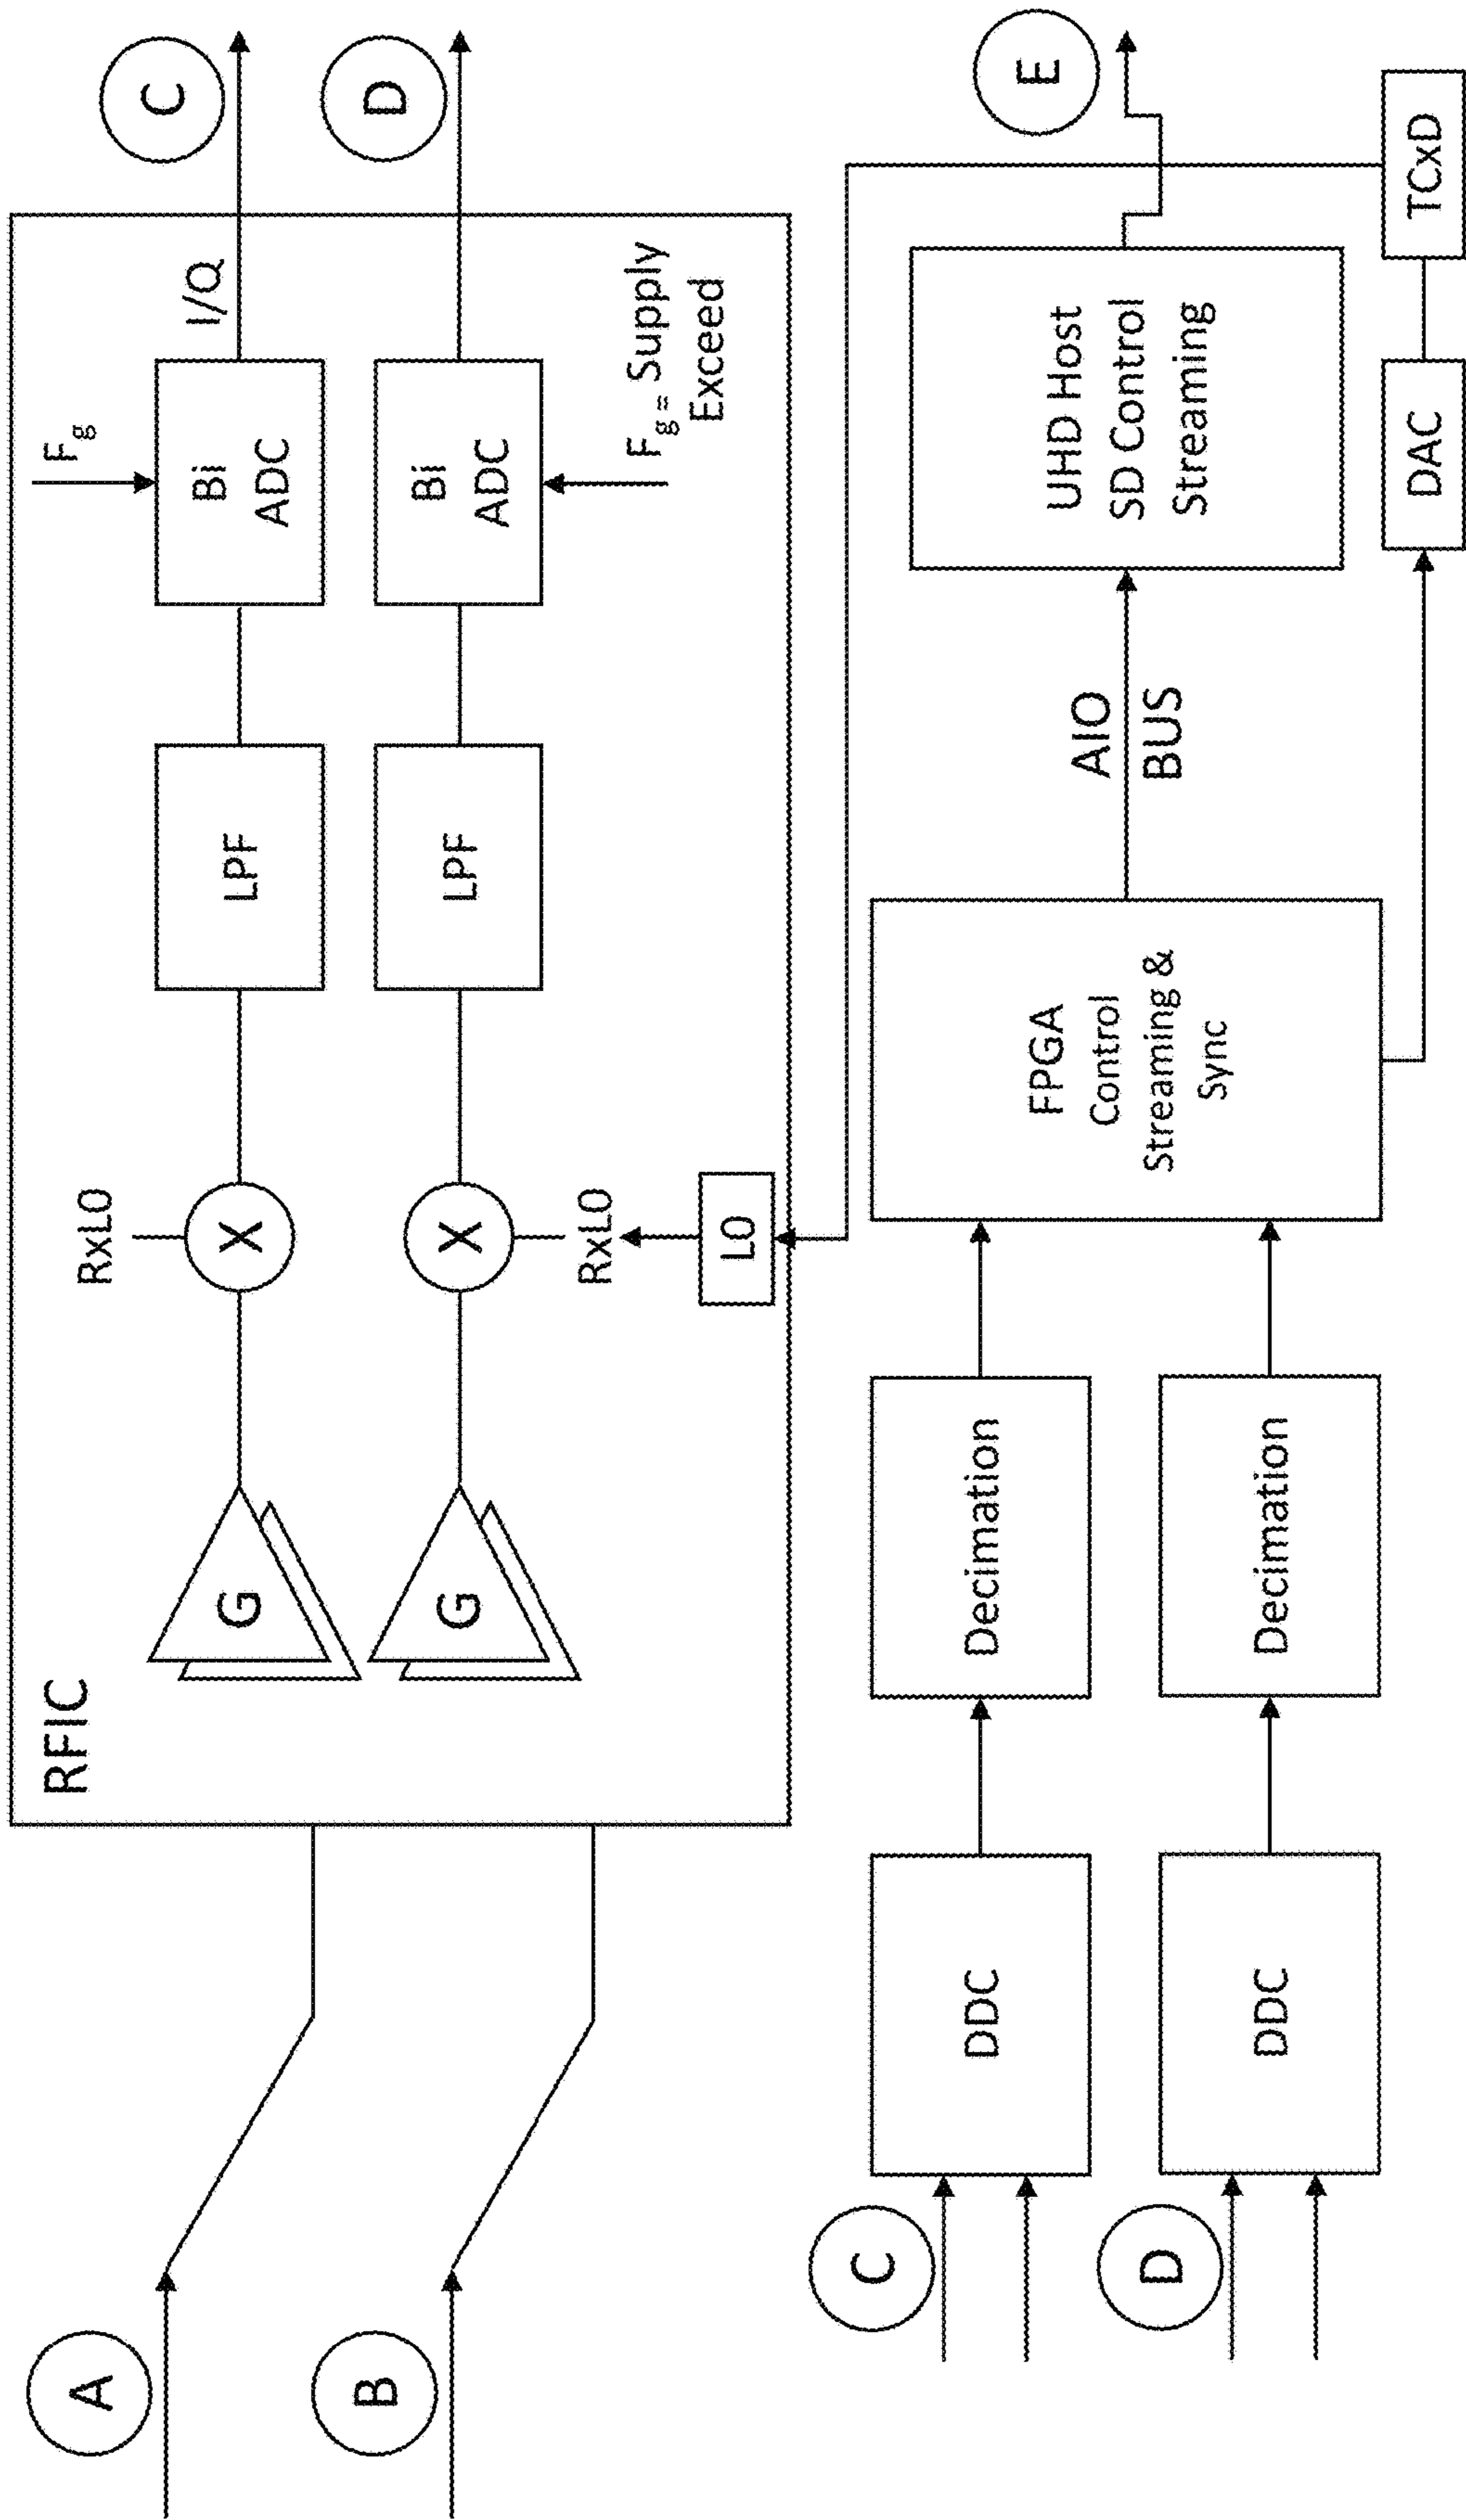 A
B
RFIC
G
G
RxLO
X
X
RxLO
LO
LPF
LPF
Fg
Bi
ADC
Bi
ADC
Fg = Supply
Exceed
I/Q
C
D
C
D
DDC
DDC
Decimation
Decimation
FPGA
Control
Streaming &
Sync
AIO
BUS
UHD Host
SD Control
Streaming
DAC
TCxD
E